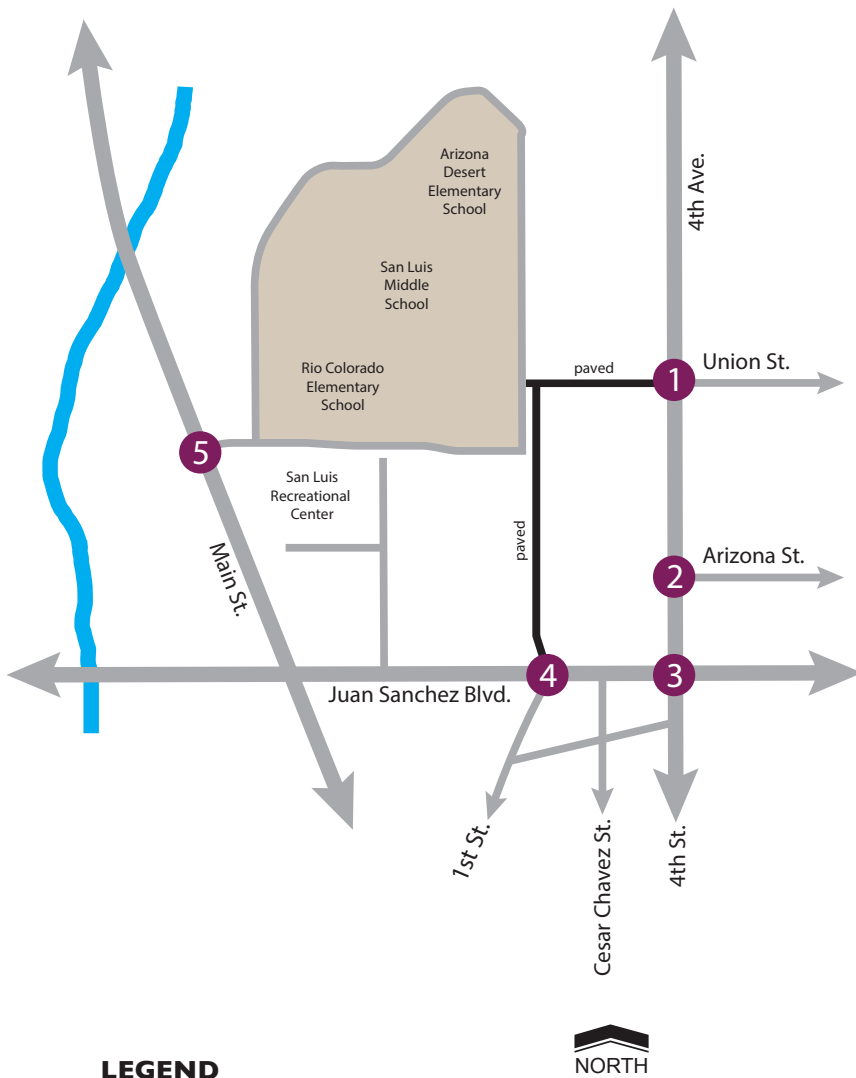 4th Ave.
Arizona
Desert
Elementary
School
San Luis
Middle
School
Rio Colorado
Elementary
School
paved
1
Union St.
5
San Luis
Recreational
Center
paved
Main St.
2
Arizona St.
4
3
Juan Sanchez Blvd.
1st St.
Cesar Chavez St.
4th St.
NORTH
LEGEND